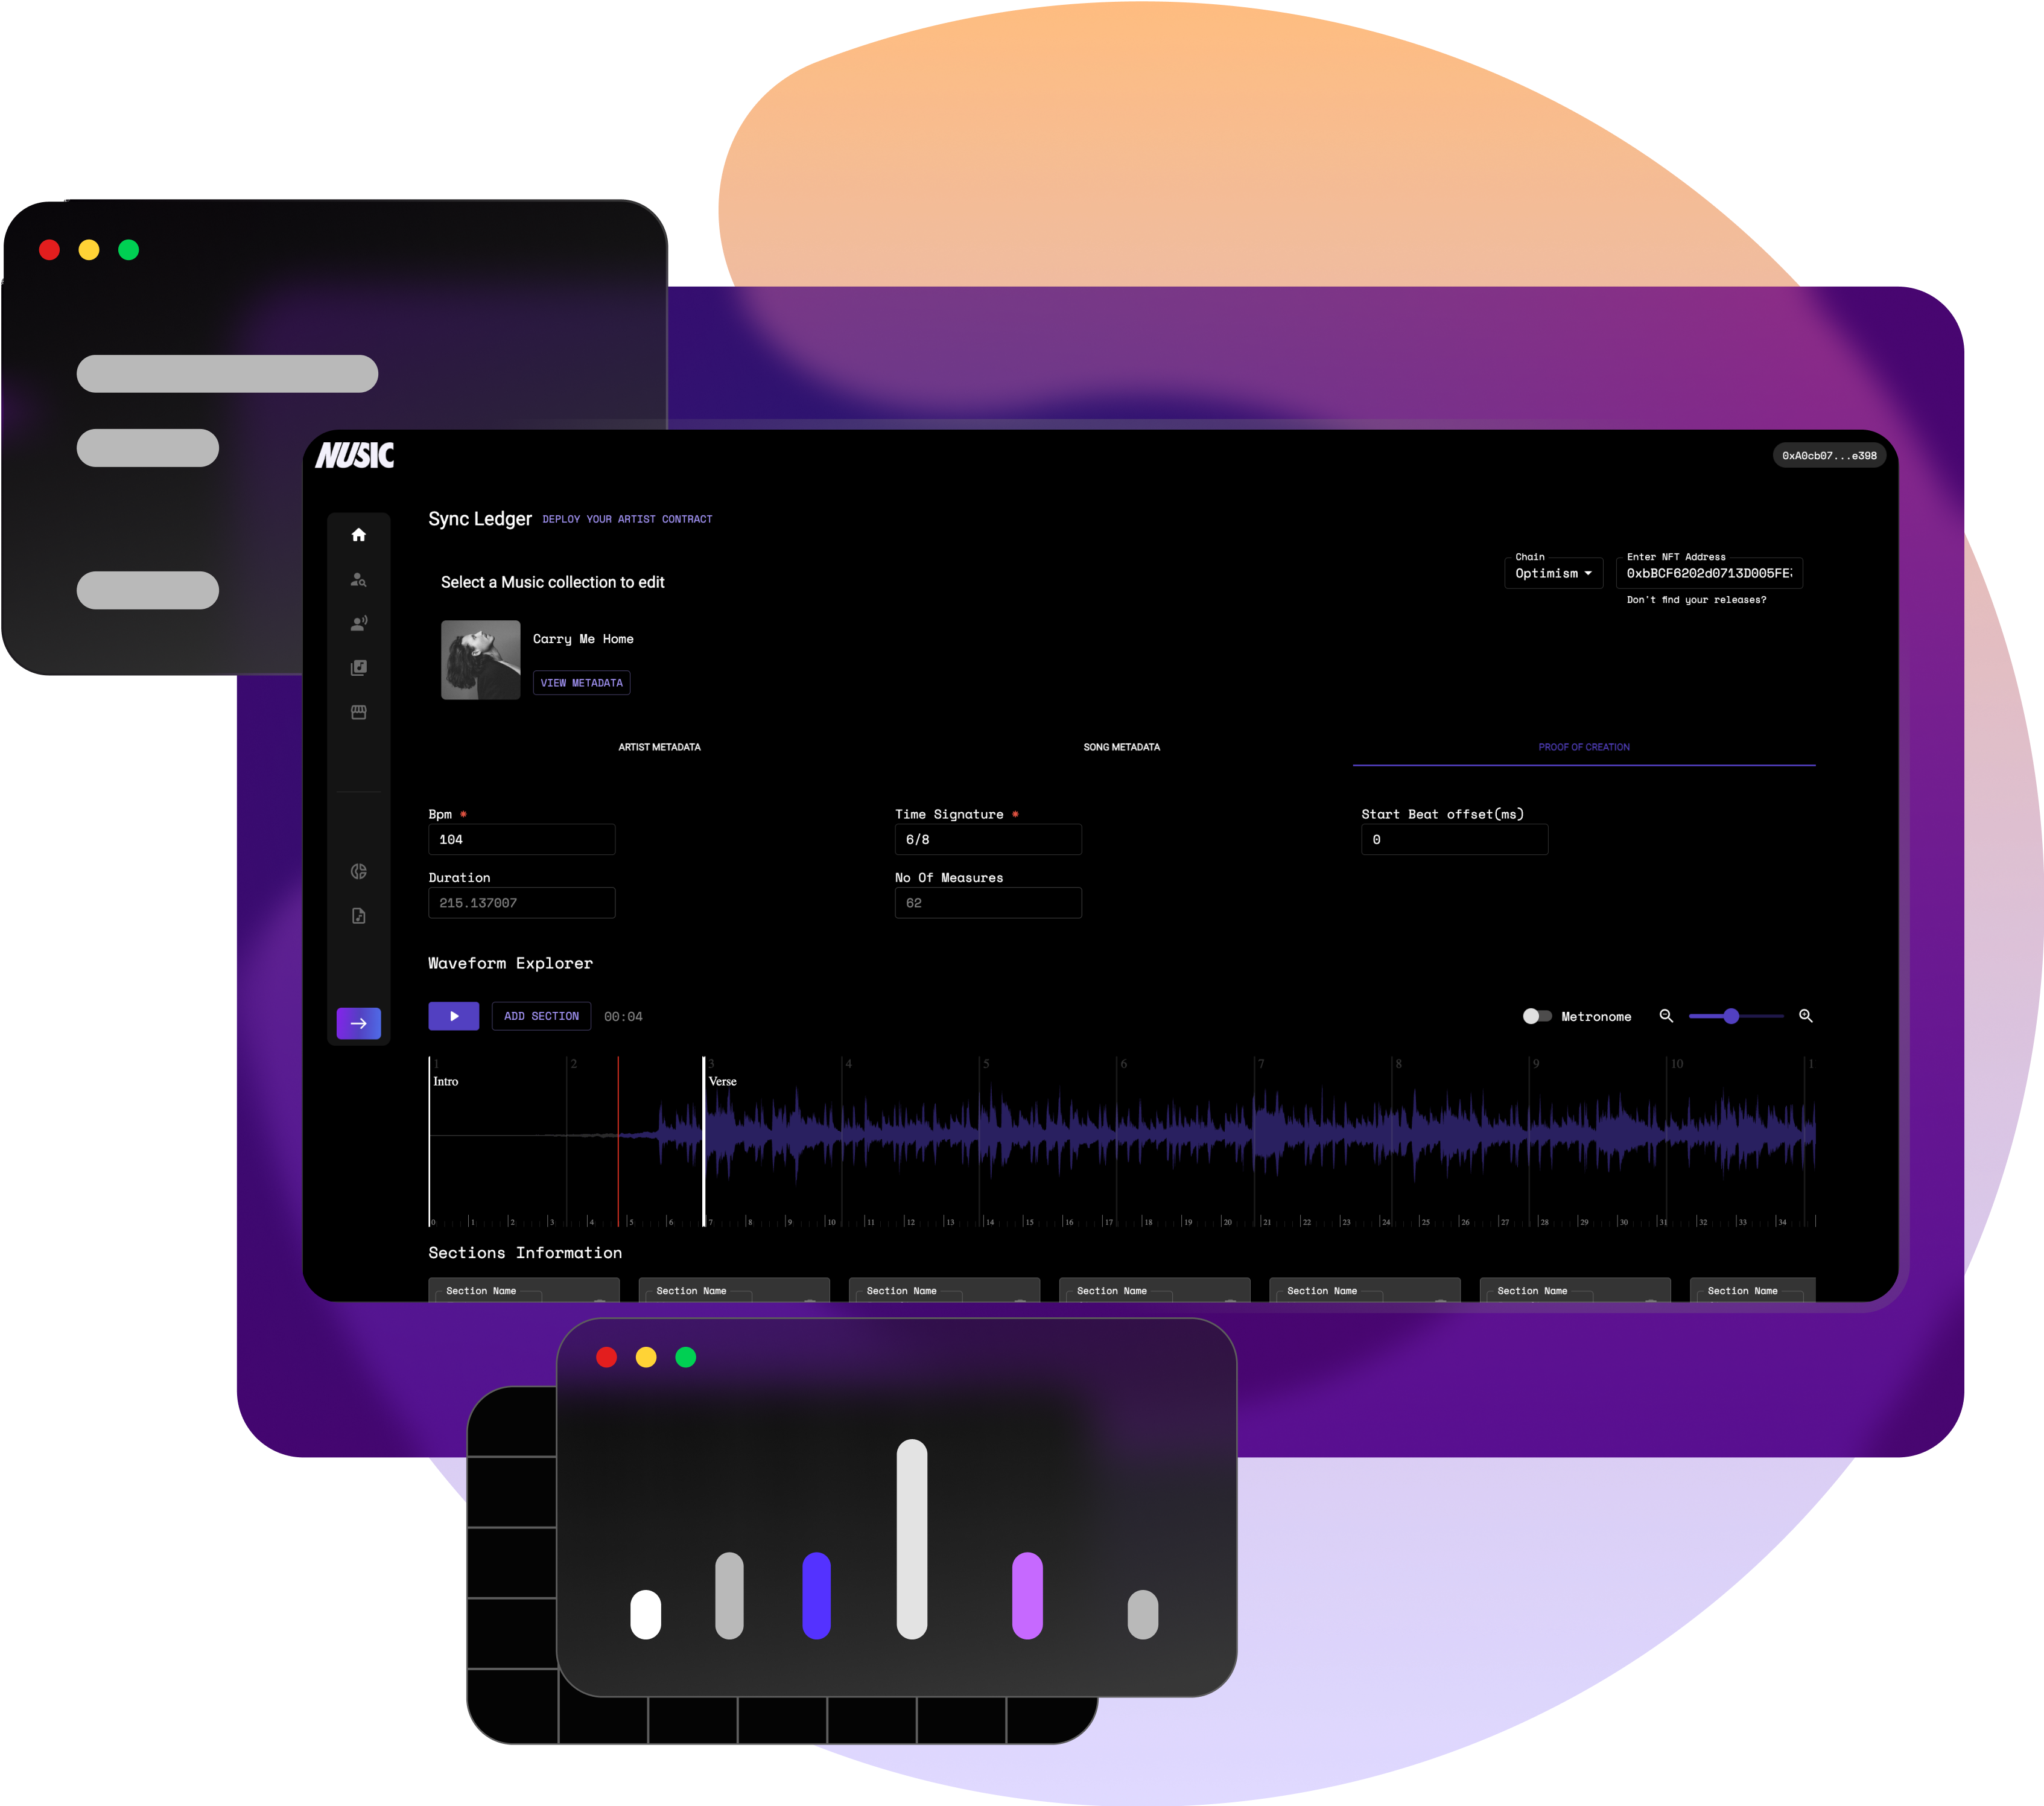 NUSIC
0xA0cb07...e398
Sync Ledger DEPLOY YOUR ARTIST CONTRACT
Chain
Optimism
Enter NFT Address
0xbBCF6202d0713D005FE
Don't find your releases?
Select a Music collection to edit
Carry Me Home
VIEW METADATA
ARTIST METADATA SONG METADATA PROOF OF CREATION
Bpm * Time Signature * Start Beat offset(ms)
104 6/8 0
Duration No Of Measures
215.137007 62
Waveform Explorer
ADD SECTION 00:04 Metronome
1 2 3 4 5 6 7 8 9 10 1
Intro Verse
0 1 2 3 4 5 6 7 8 9 10 11 12 13 14 15 16 17 18 19 20 21 22 23 24 25 26 27 28 29 30 31 32 33 34
Sections Information
Section Name Section Name Section Name Section Name Section Name Section Name Section Name